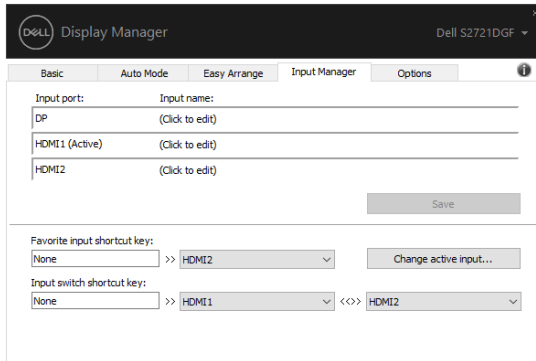 DELL Display Manager Dell S2721DGF
Basic Auto Mode Easy Arrange Input Manager Options
Input port: Input name:
DP (Click to edit)
HDMI1 (Active) (Click to edit)
HDMI2 (Click to edit)
Save
Favorite input shortcut key:
None >> HDMI2 Change active input...
Input switch shortcut key:
None >> HDMI1 <<>> HDMI2